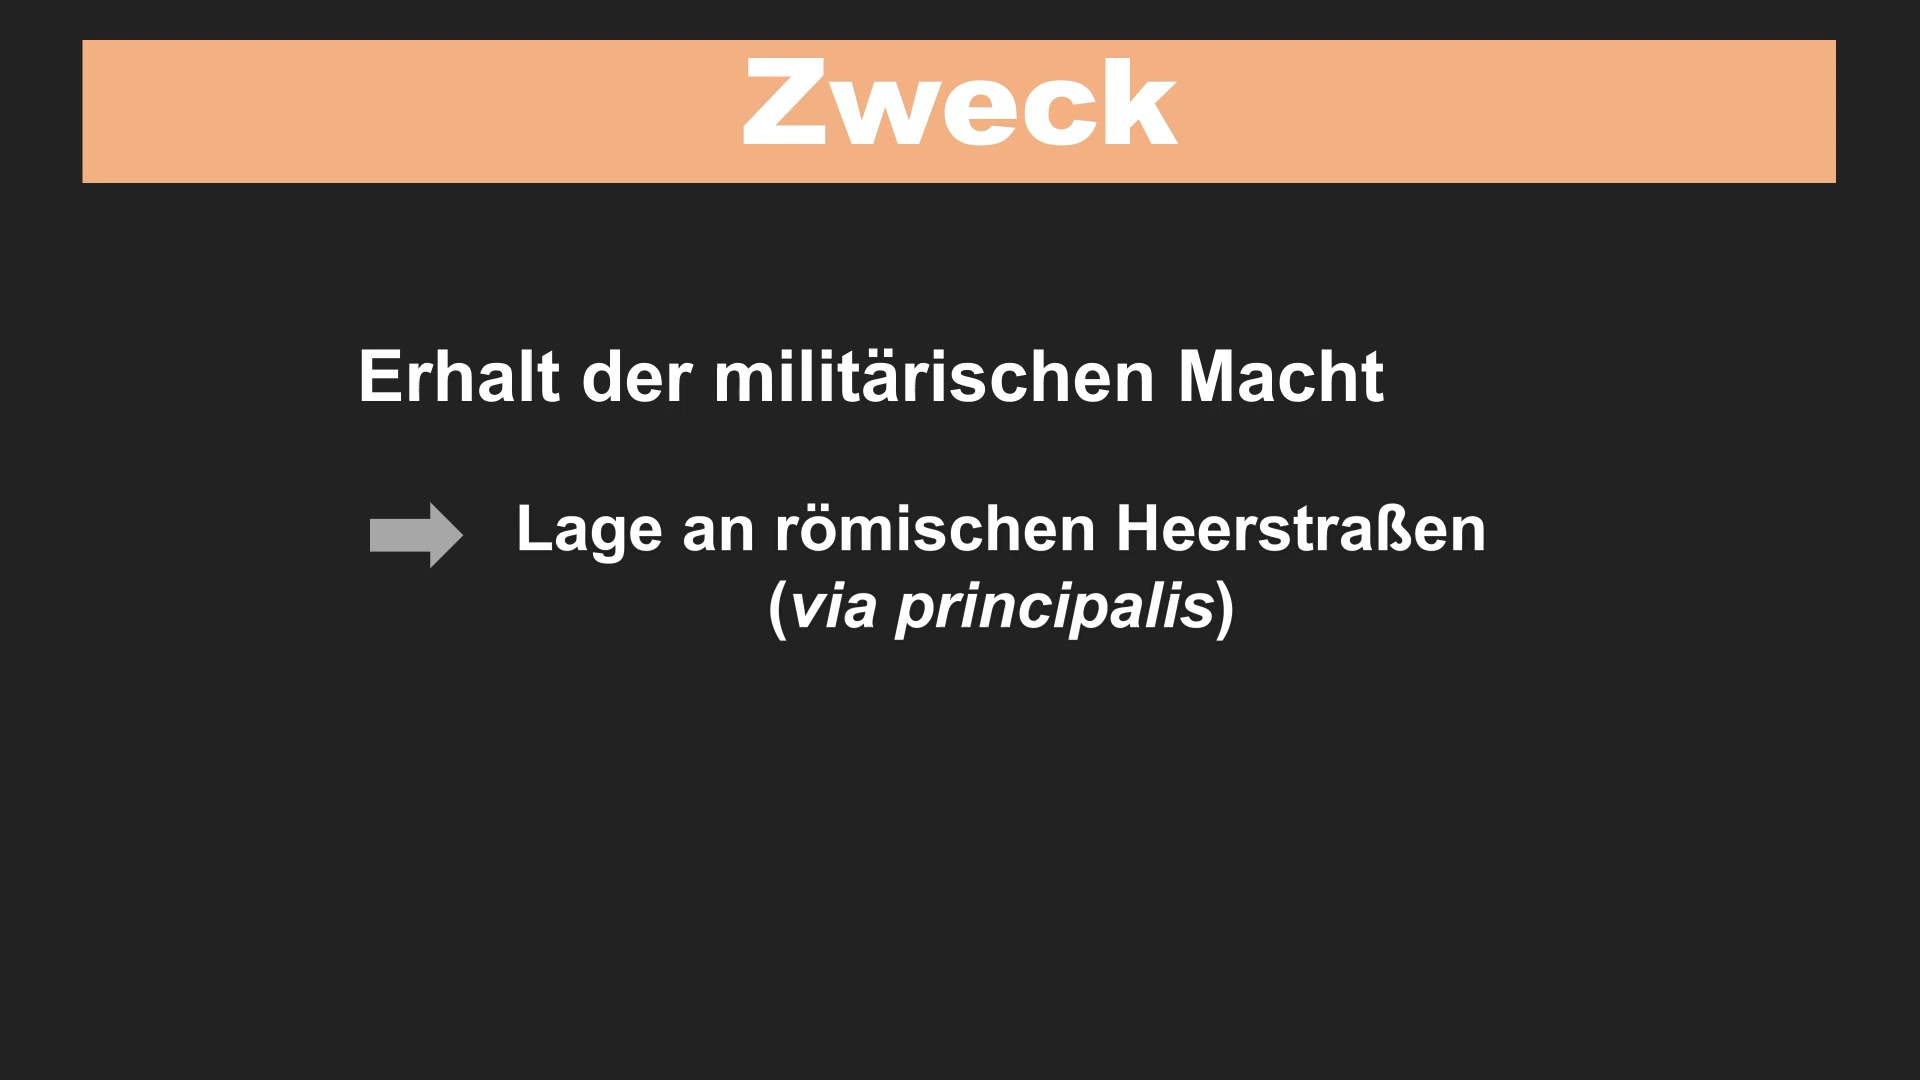 Zweck
Erhalt der militärischen Macht
Lage an römischen Heerstraßen
(via principalis)